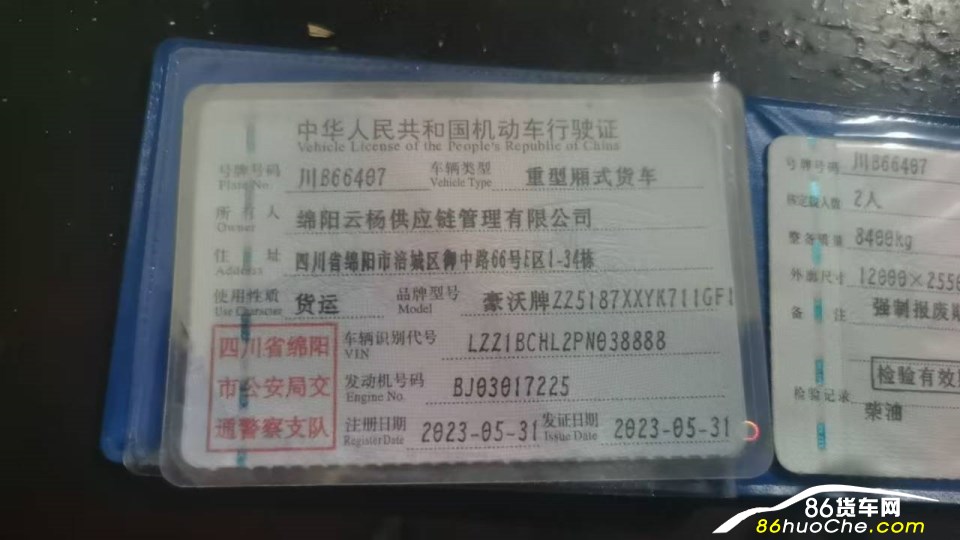 中华人民共和国机动车行驶证
Vehicle License of the People's Republic of China
号牌号码 川B66407 车辆类型 重型厢式货车
Plate No. Vehicle Type
所有人 绵阳云杨供应链管理有限公司
Owner
住址 四川省绵阳市涪城区御中路66号E区1-34栋
Address
使用性质 货运 品牌型号 豪沃牌ZZ5187XXYK711GF1
Use Character Model
四川省绵阳
市公安局交
通警察支队
车辆识别代号 LZZ1BCHL2PN038888
VIN
发动机号码 BJ03017225
Engine No.
注册日期 2023-05-31 发证日期 2023-05-31
Register Date Issue Date
号牌号码 川B66407
核定载人数 2人
整备质量 8400kg
外廓尺寸 12000×2550
备注 强制报废
检验有效
检验记录
柴油
86货车网
86huoChe.com